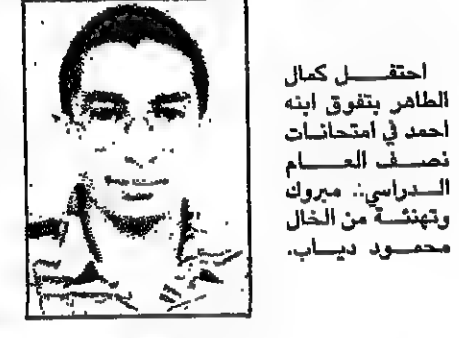 احتفل كمال
الطاهر بتفوق ابنه
احمد في امتحانات
نصف العام
الدراسي.. مبروك
وتهنئة من الخال
محمود دياب.